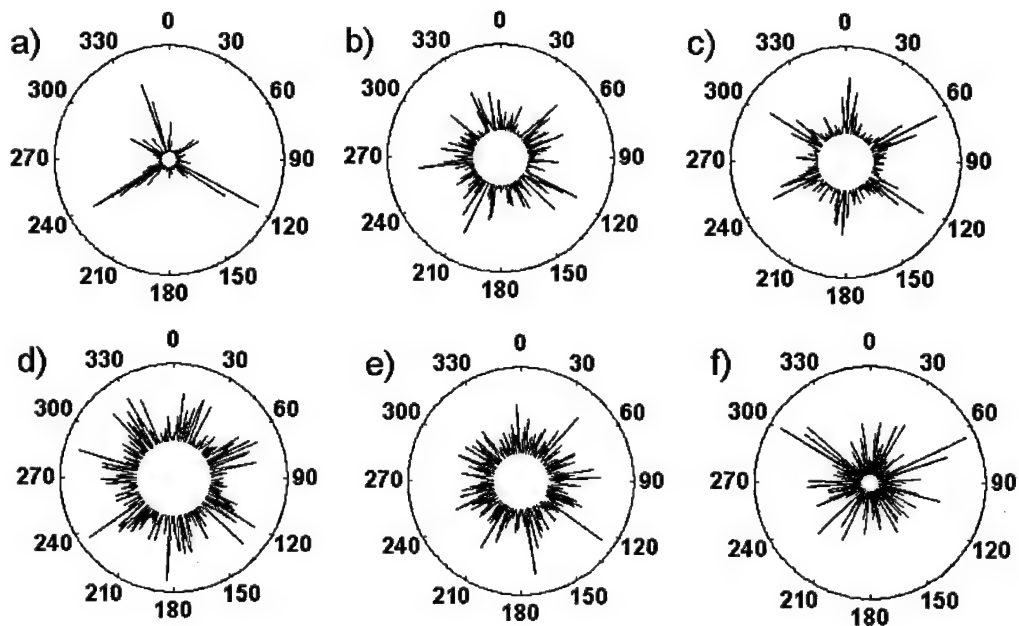 a) 0 30 60 90 120 150 180 210 240 270 300 330
b) 0 30 60 90 120 150 180 210 240 270 300 330
c) 0 30 60 90 120 150 180 210 240 270 300 330
d) 0 30 60 90 120 150 180 210 240 270 300 330
e) 0 30 60 90 120 150 180 210 240 270 300 330
f) 0 30 60 90 120 150 180 210 240 270 300 330